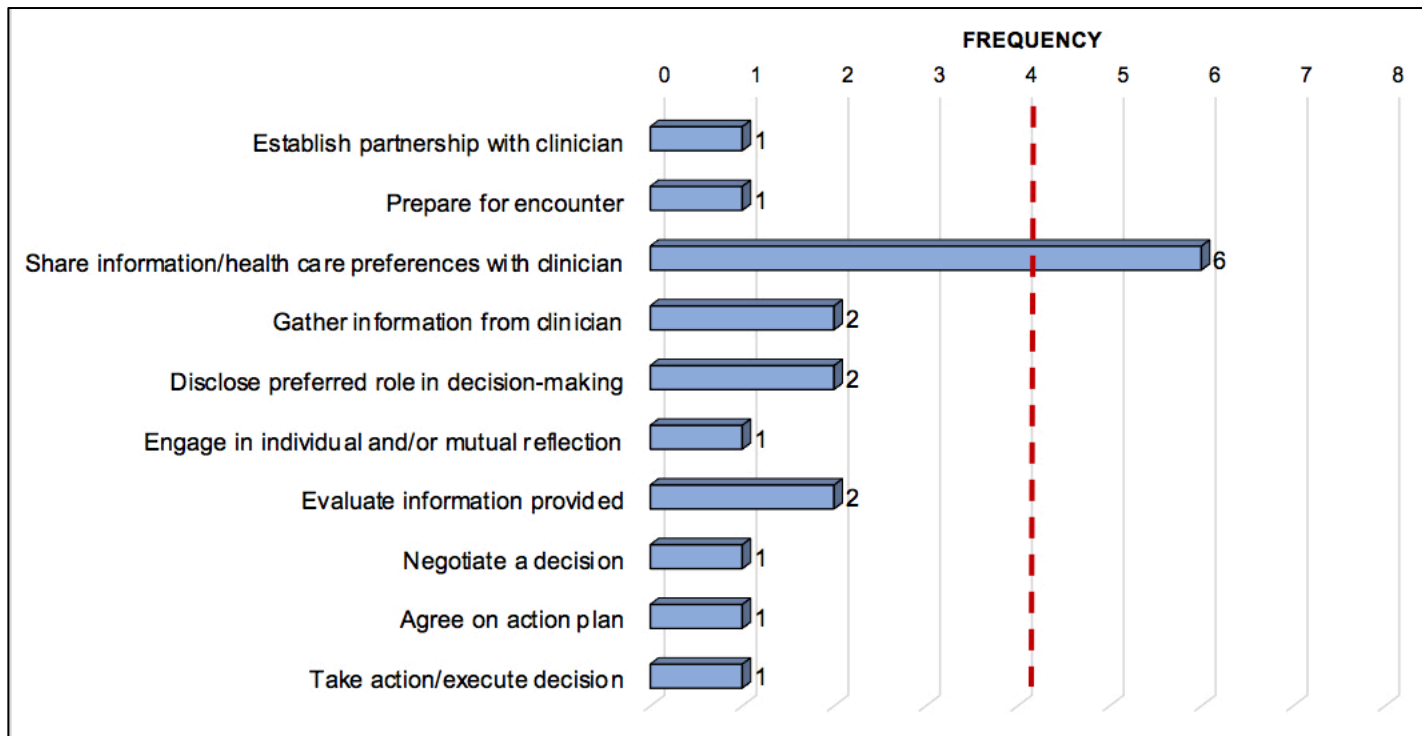 FREQUENCY
0 1 2 3 4 5 6 7 8
Establish partnership with clinician 1
Prepare for encounter 1
Share information/health care preferences with clinician 6
Gather information from clinician 2
Disclose preferred role in decision-making 2
Engage in individual and/or mutual reflection 1
Evaluate information provided 2
Negotiate a decision 1
Agree on action plan 1
Take action/execute decision 1